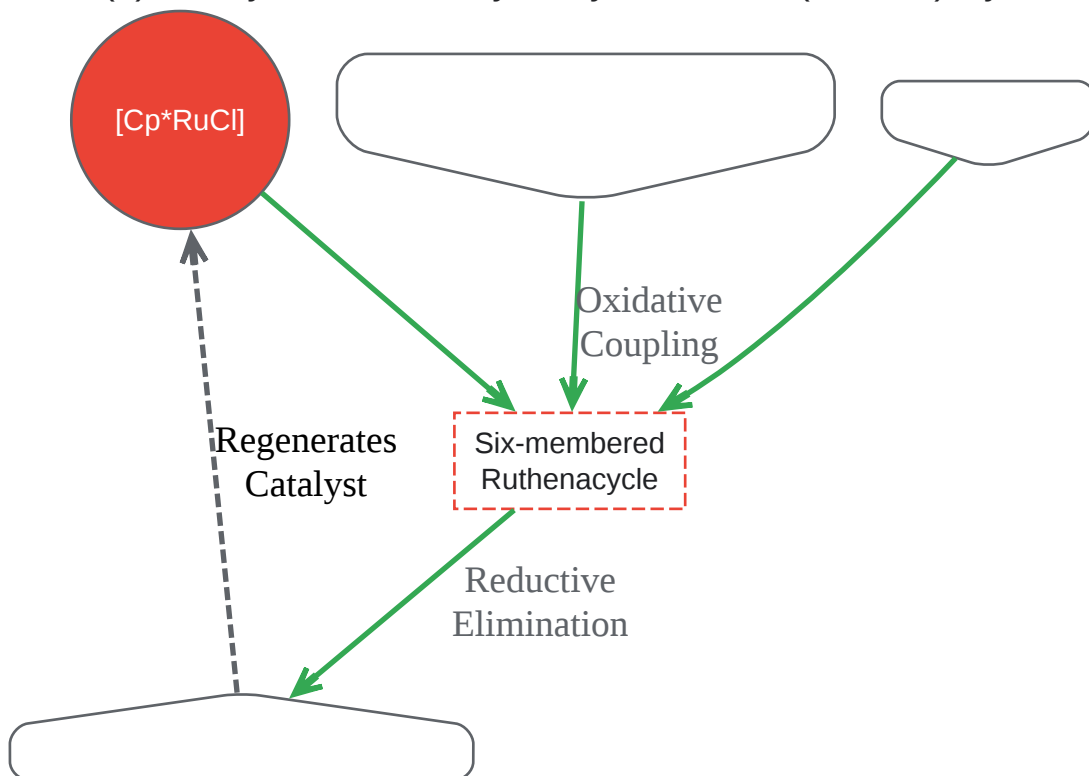 [Cp*RuCl]
Oxidative
Coupling
Six-membered
Ruthenacycle
Regenerates
Catalyst
Reductive
Elimination